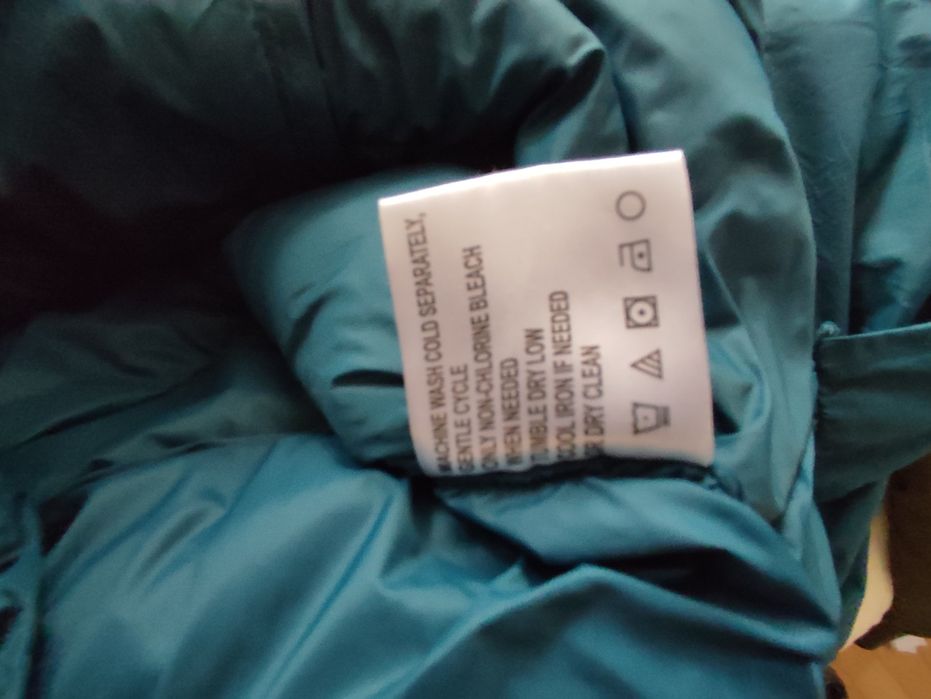 MACHINE WASH COLD SEPARATELY,
GENTLE CYCLE
ONLY NON-CHLORINE BLEACH
WHEN NEEDED
TUMBLE DRY LOW
COOL IRON IF NEEDED
OR DRY CLEAN